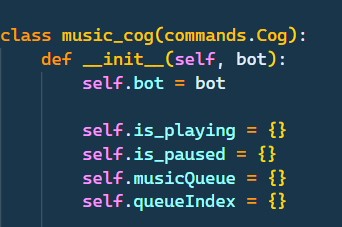 class music_cog(commands.Cog):
    def __init__(self, bot):
        self.bot = bot

        self.is_playing = {}
        self.is_paused = {}
        self.musicQueue = {}
        self.queueIndex = {}